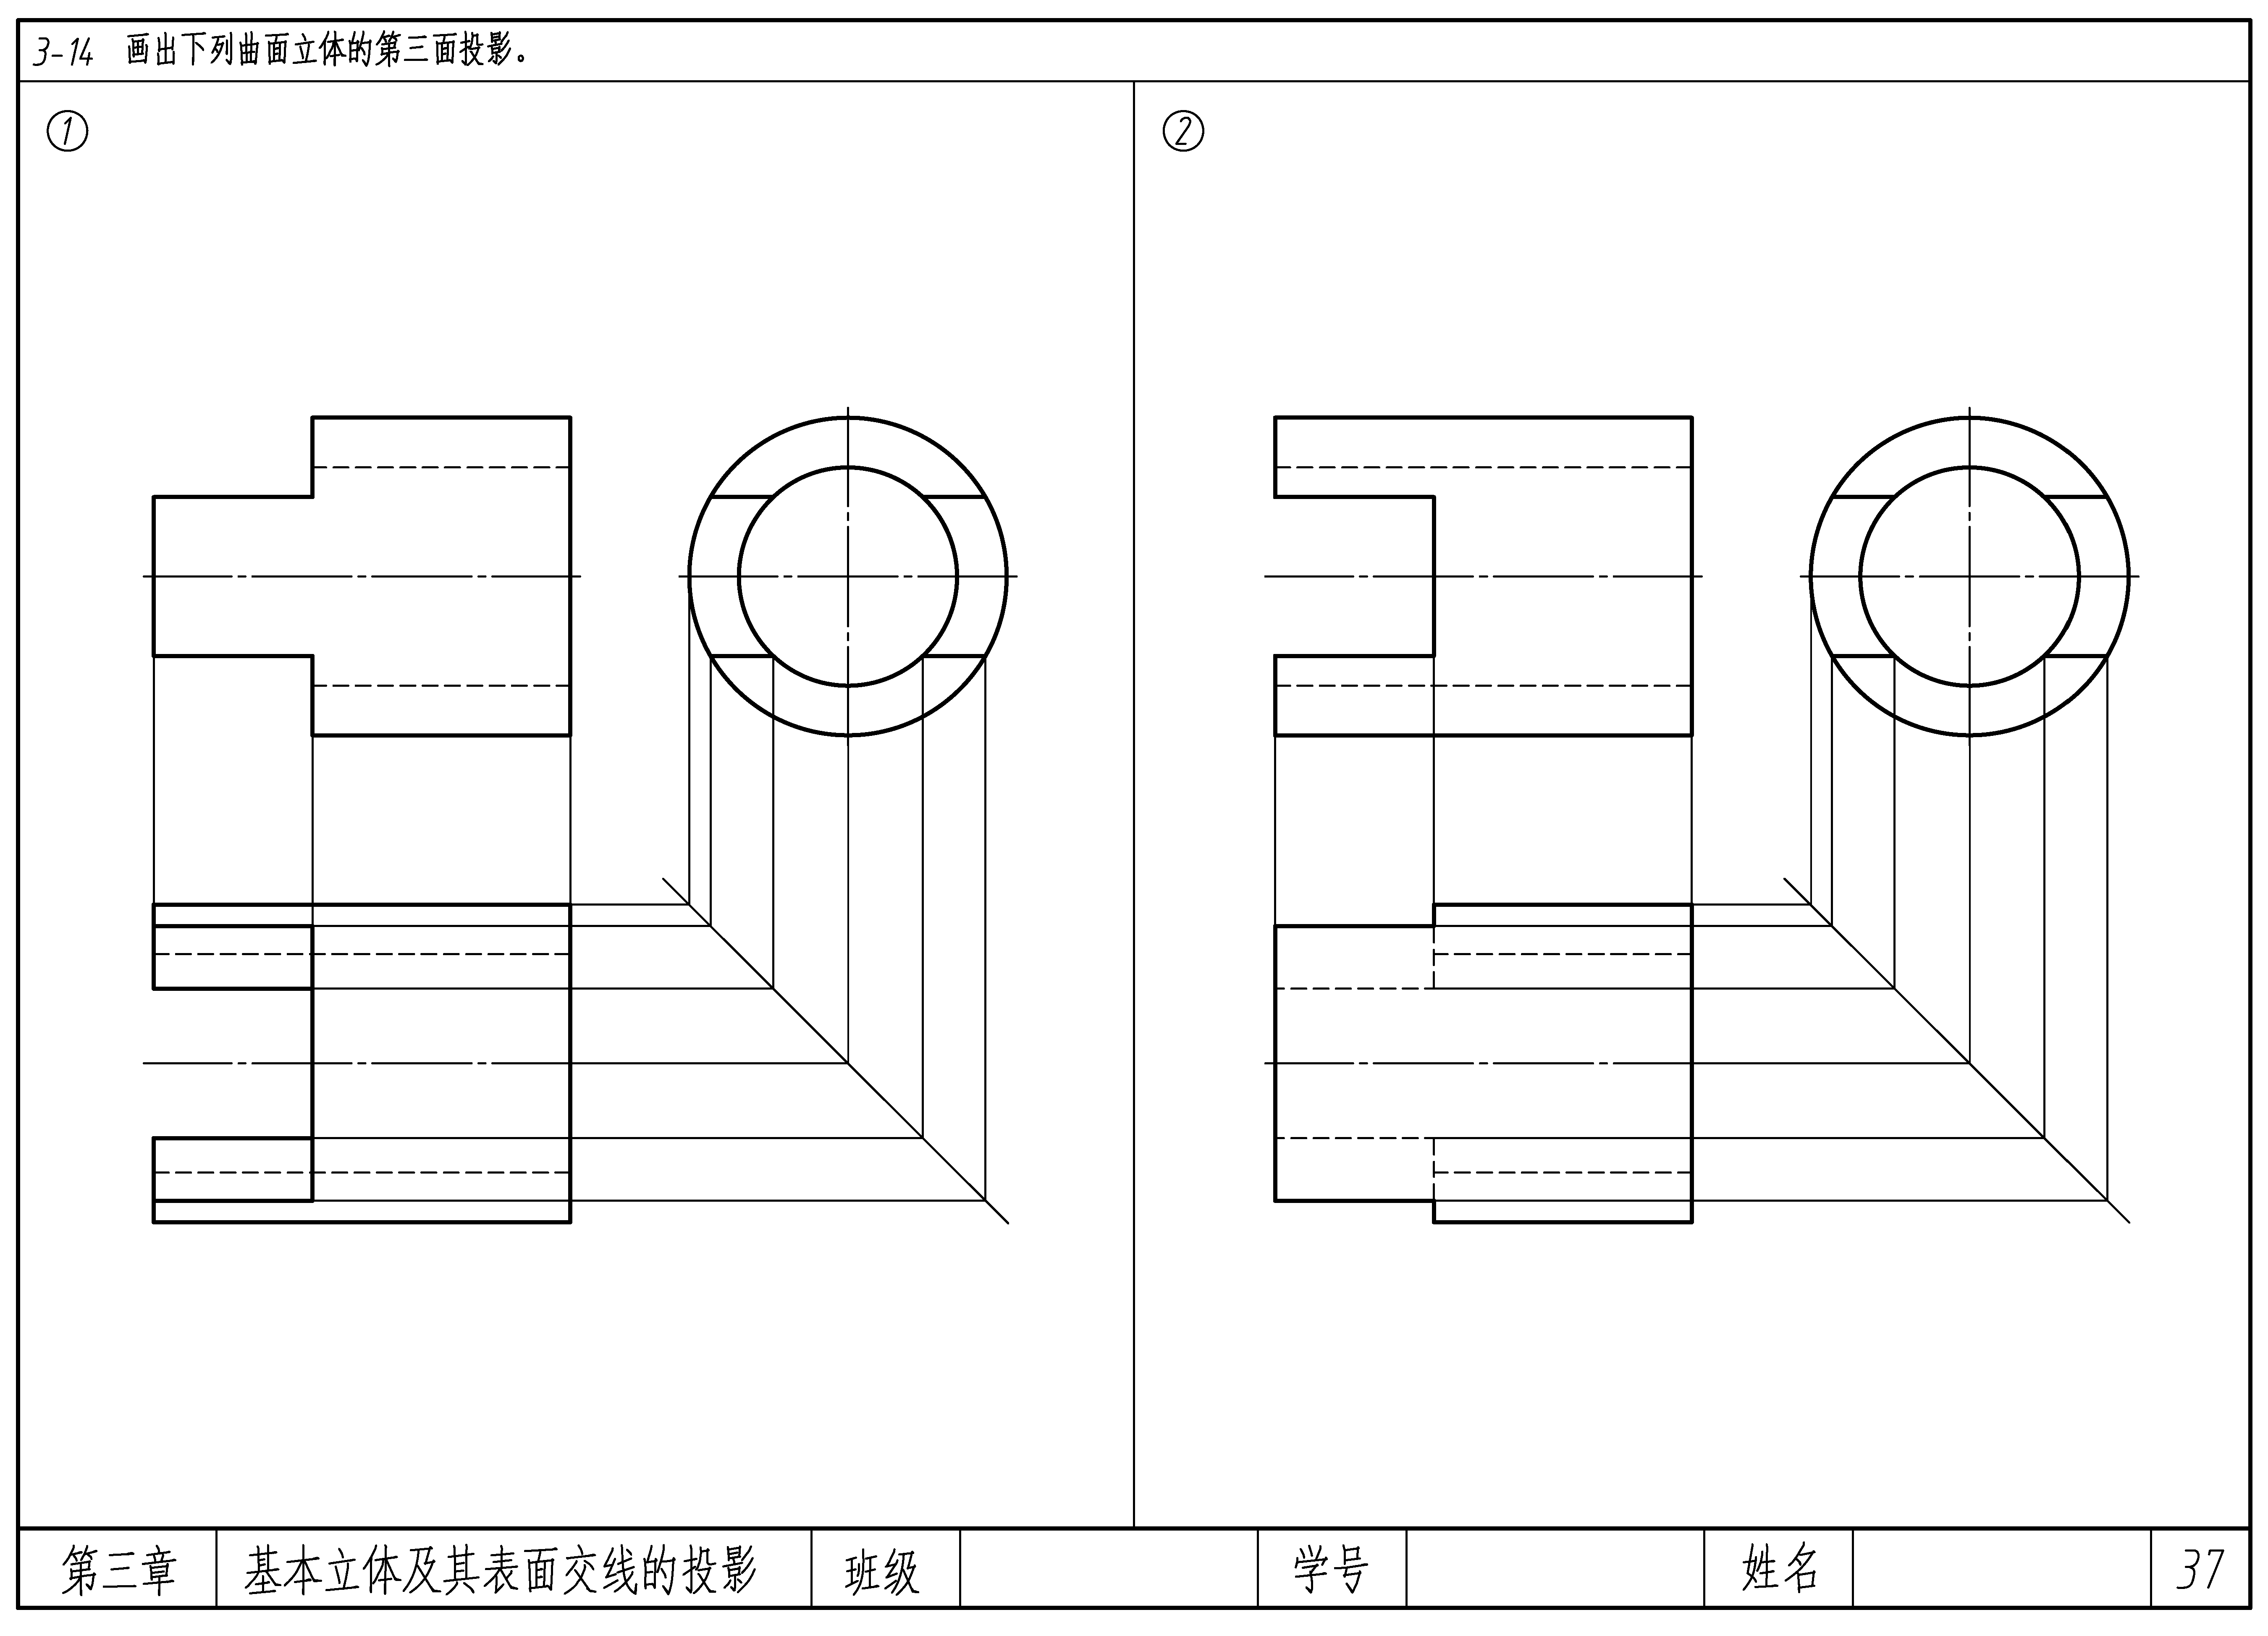 3-14 画出下列曲面立体的第三面投影。
① ②
第三章 基本立体及其表面交线的投影 班级 学号 姓名 37